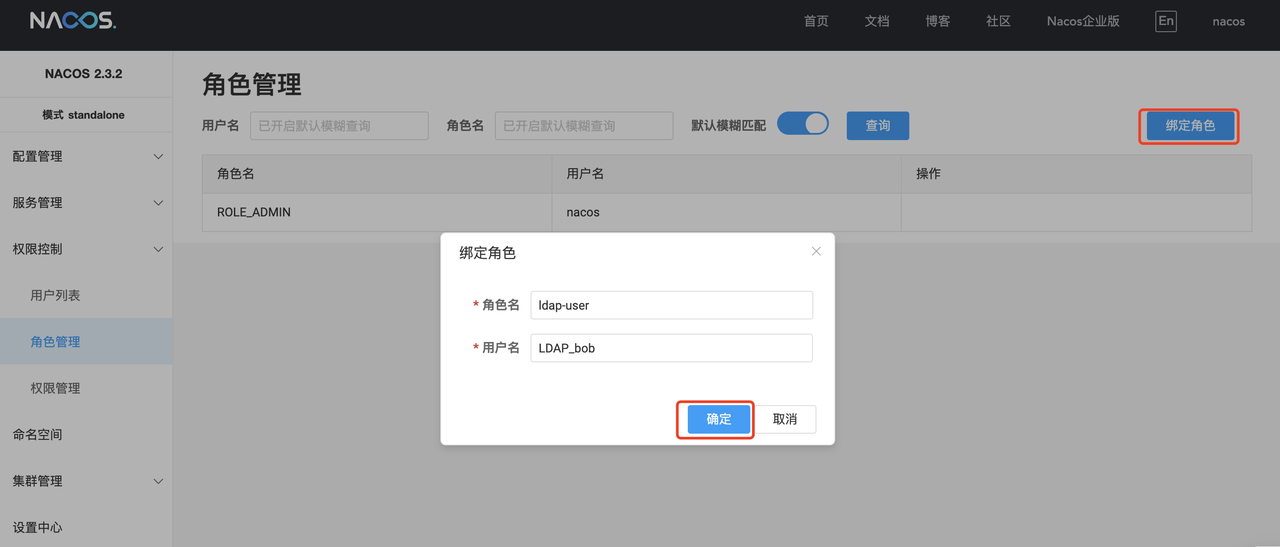 NACOS.
首页 文档 博客 社区 Nacos企业版 En nacos
NACOS 2.3.2
模式 standalone
配置管理
服务管理
权限控制
用户列表
角色管理
权限管理
命名空间
集群管理
设置中心
角色管理
用户名 已开启默认模糊查询 角色名 已开启默认模糊查询 默认模糊匹配 查询 绑定角色
角色名 用户名 操作
ROLE_ADMIN nacos
绑定角色
* 角色名 ldap-user
* 用户名 LDAP_bob
确定 取消